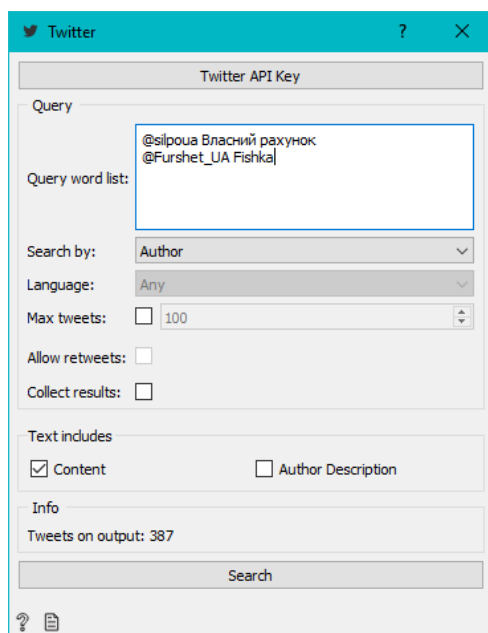 Twitter ?
Twitter API Key
Query
Query word list:
@silpoua Власний рахунок
@Furshet_UA Fishka
Search by: Author
Language: Any
Max tweets: 100
Allow retweets:
Collect results:
Text includes
Content Author Description
Info
Tweets on output: 387
Search
?